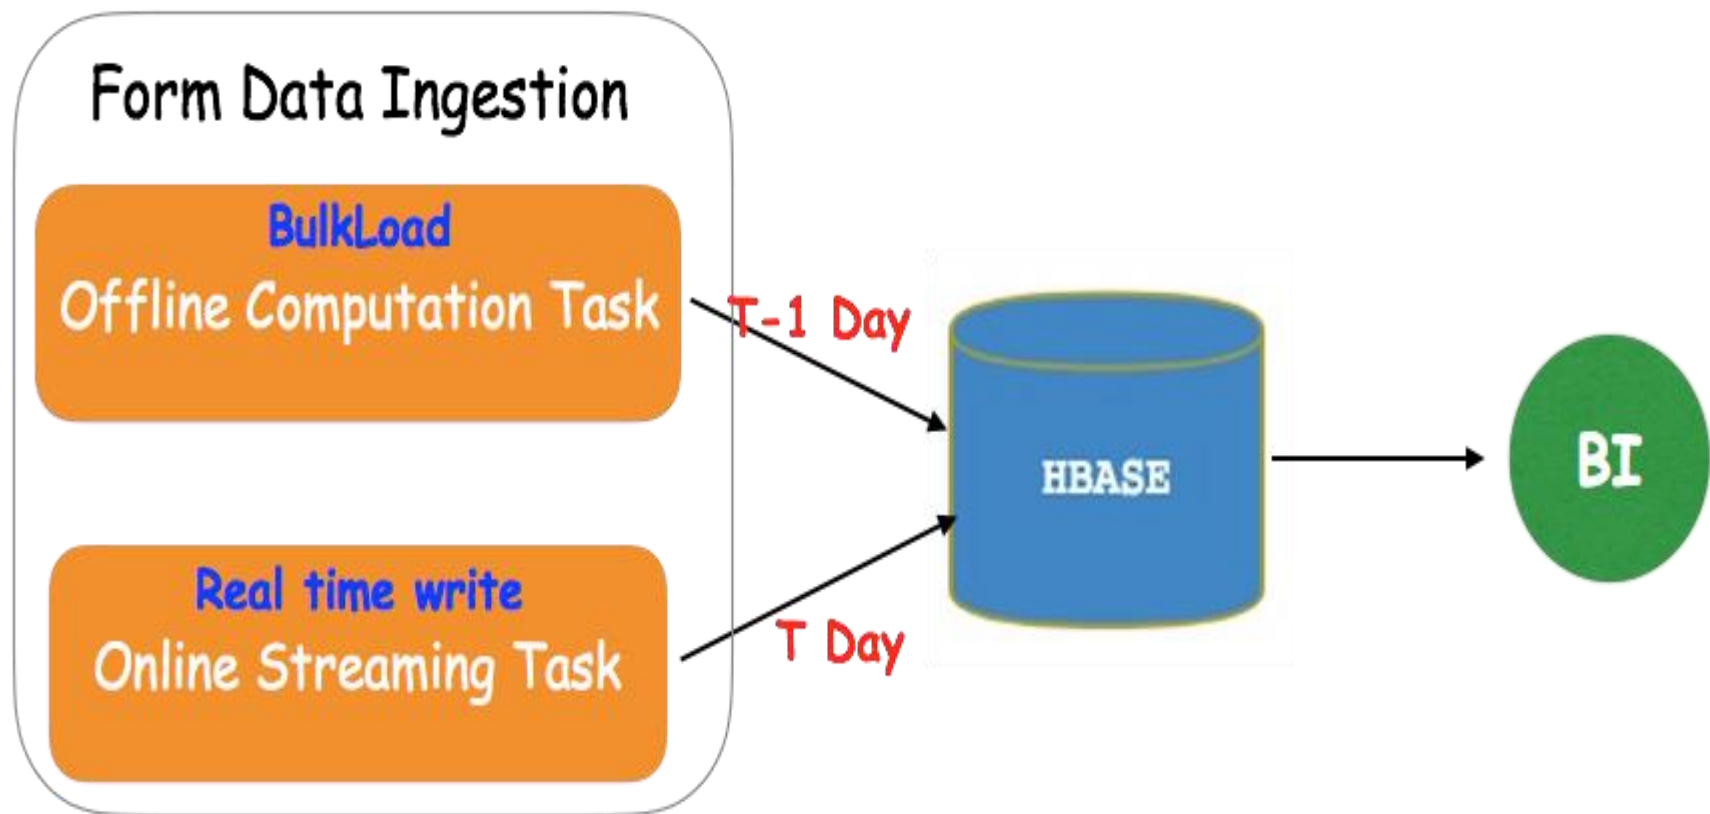 Form Data Ingestion
BulkLoad
Offline Computation Task
T-1 Day
HBASE
BI
Real time write
Online Streaming Task
T Day